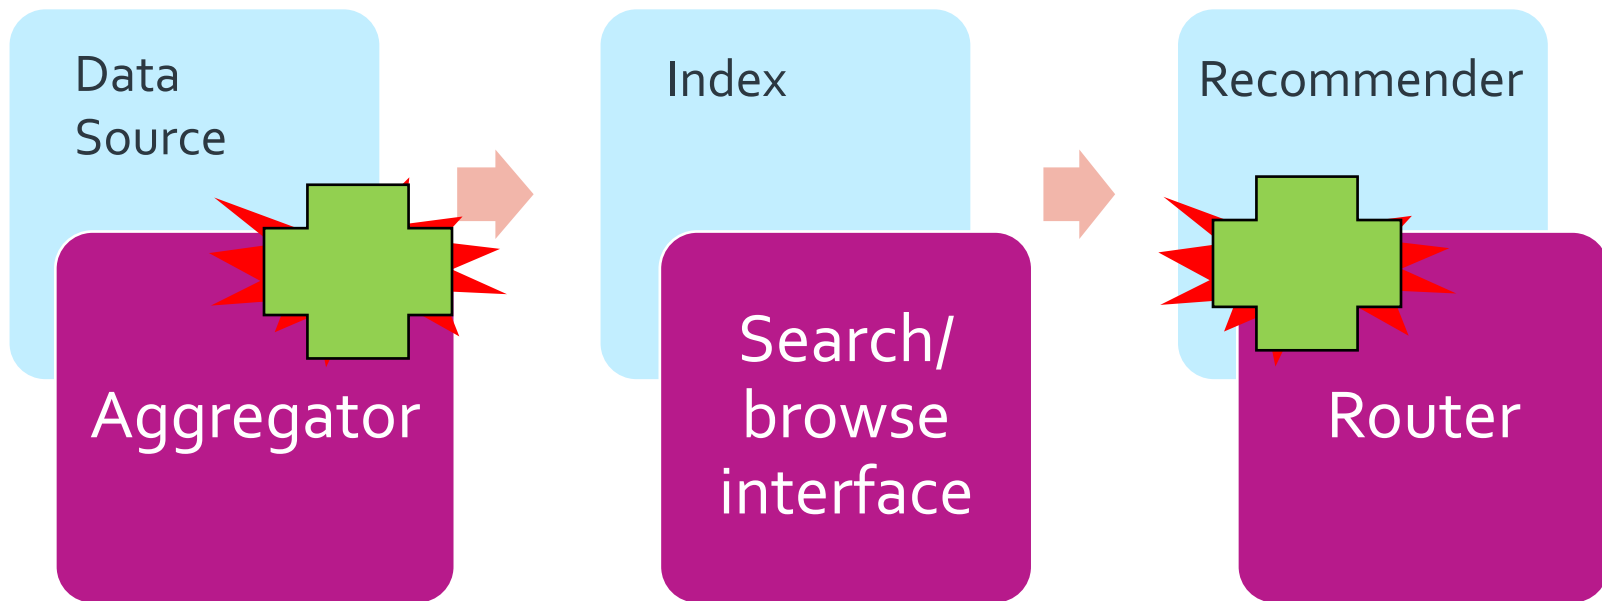 Data
Source
Aggregator
Index
Search/
browse
interface
Recommender
Router